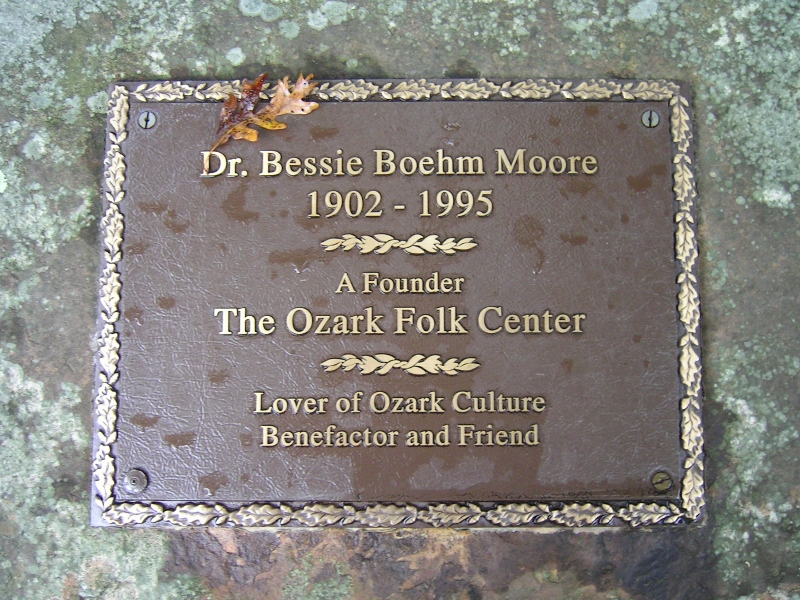 Dr. Bessie Boehm Moore
1902 - 1995
A Founder
The Ozark Folk Center
Lover of Ozark Culture
Benefactor and Friend